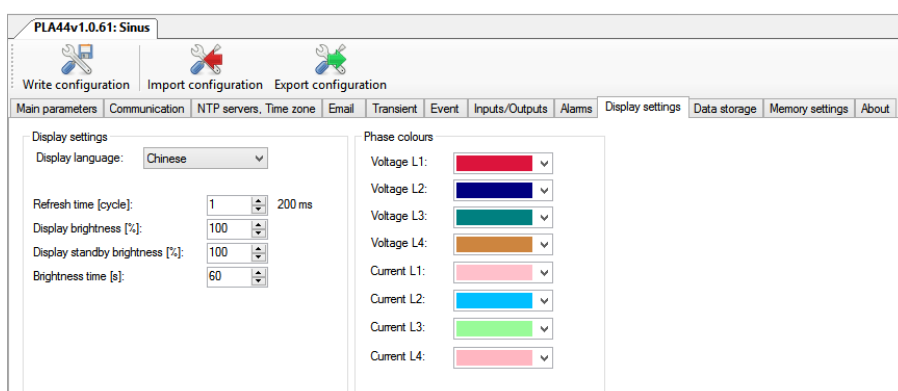 PLA44v1.0.61: Sinus
Write configuration Import configuration Export configuration
Main parameters Communication NTP servers, Time zone Email Transient Event Inputs/Outputs Alarms Display settings Data storage Memory settings About
Display settings
Display language: Chinese
Refresh time [cycle]: 1 200 ms
Display brightness [%]: 100
Display standby brightness [%]: 100
Brightness time [s]: 60
Phase colours
Voltage L1:
Voltage L2:
Voltage L3:
Voltage L4:
Current L1:
Current L2:
Current L3:
Current L4: